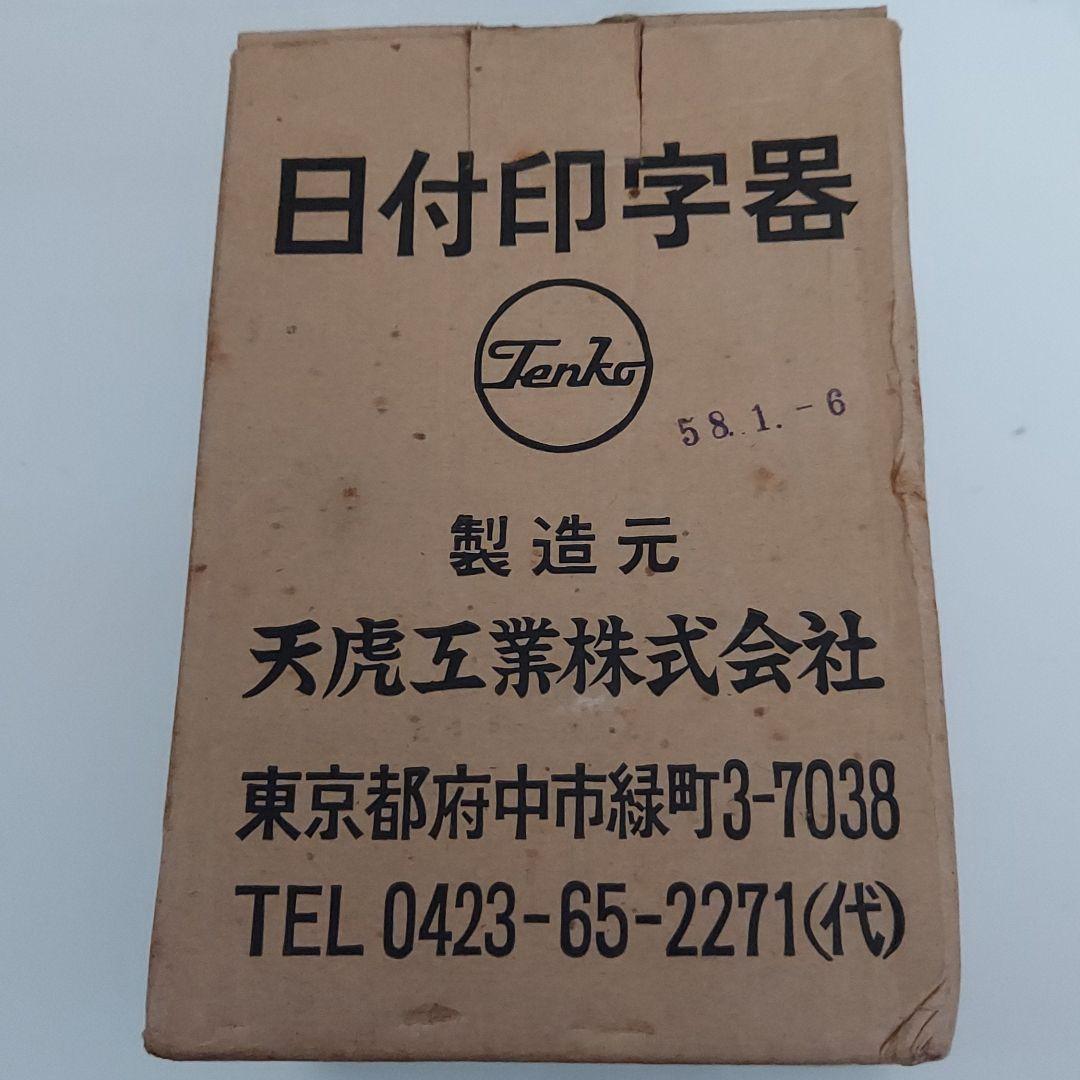 日付印字器
Tenko
58.1.-6
製造元
天虎工業株式会社
東京都府中市緑町3-7038
TEL 0423-65-2271(代)